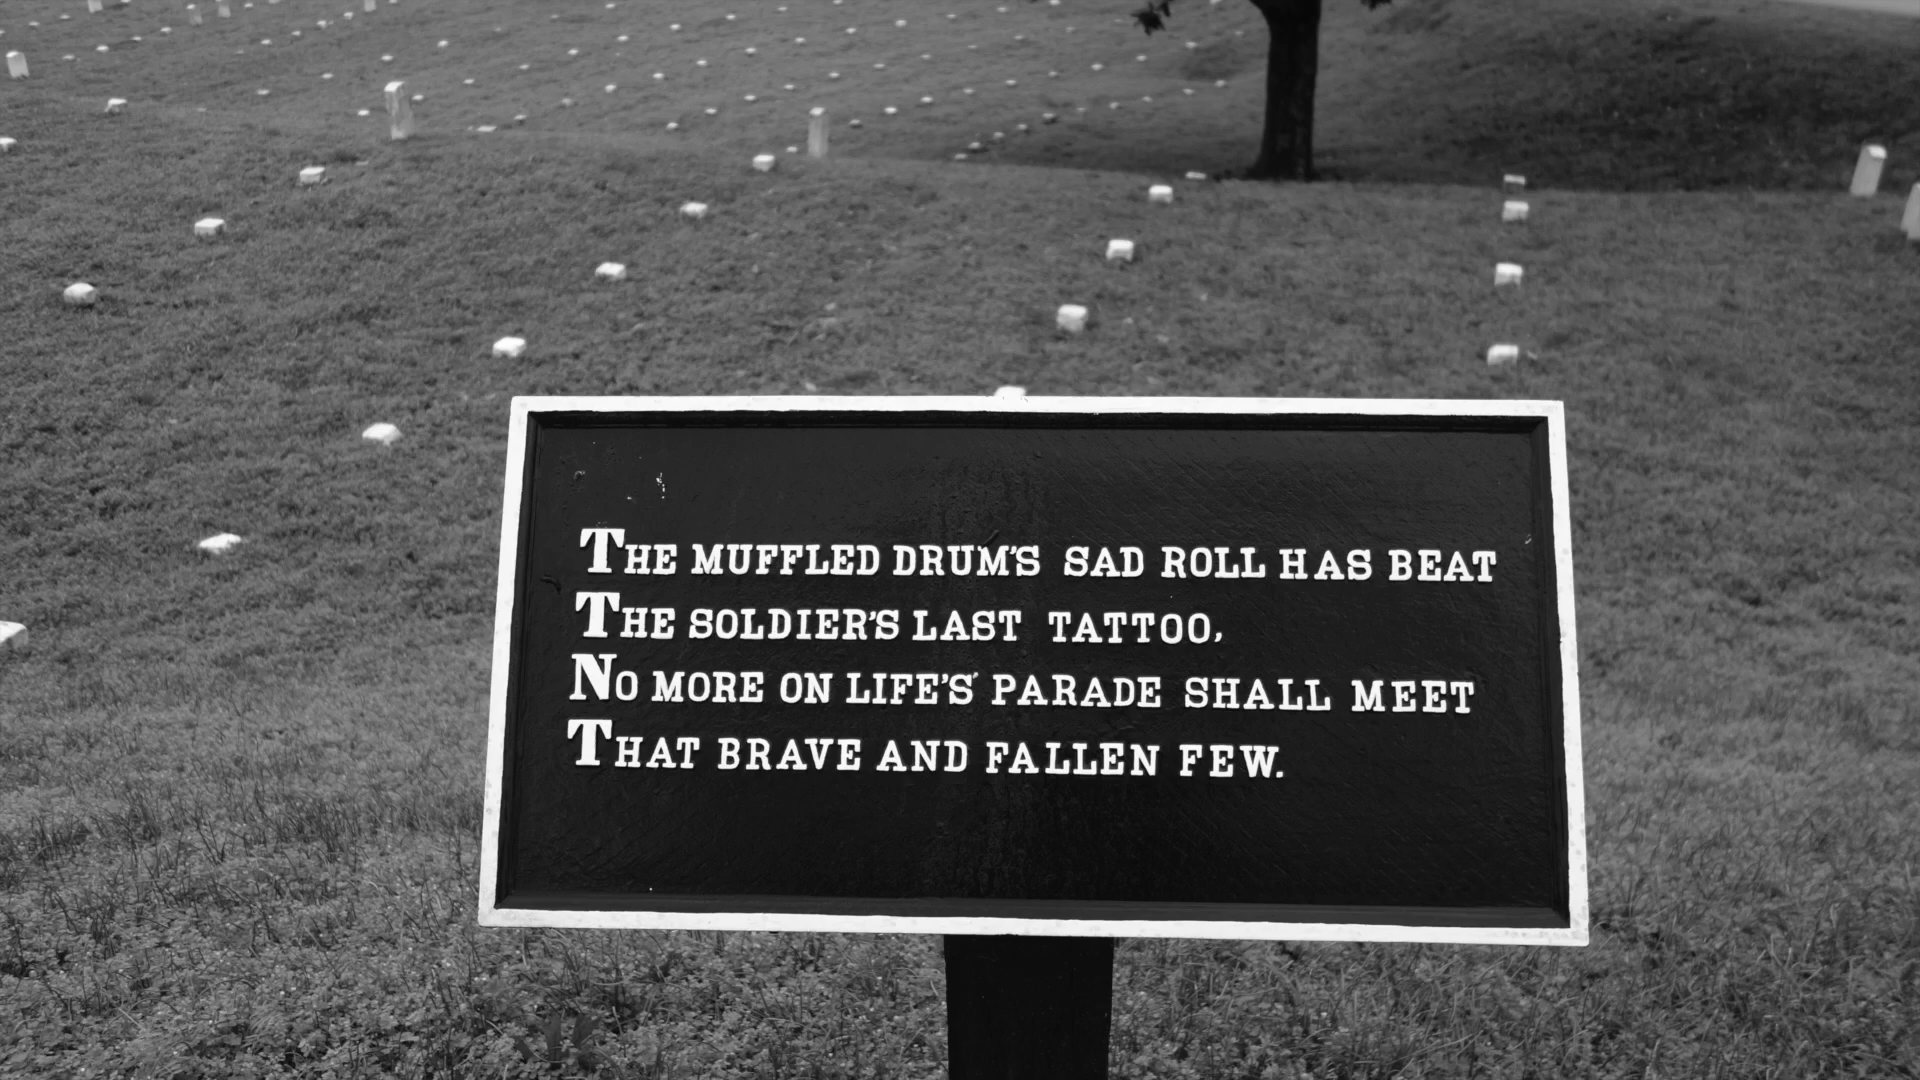 THE MUFFLED DRUM'S SAD ROLL HAS BEAT
THE SOLDIER'S LAST TATTOO,
NO MORE ON LIFE'S PARADE SHALL MEET
THAT BRAVE AND FALLEN FEW.